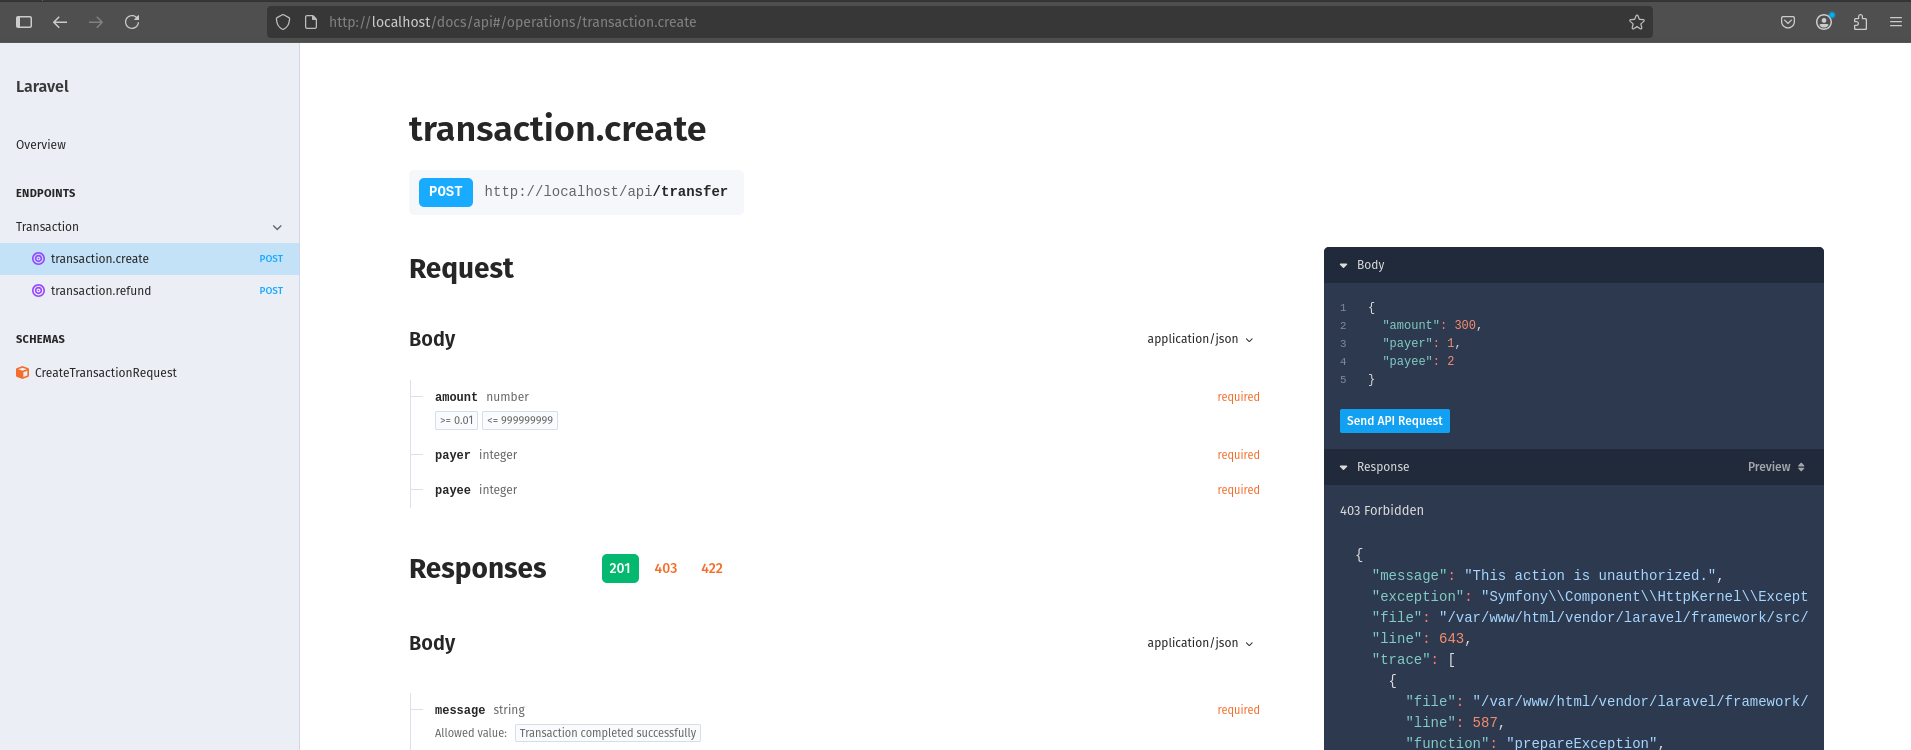 http://localhost/docs/api#/operations/transaction.create
Laravel
Overview
ENDPOINTS
Transaction
transaction.create POST
transaction.refund POST
SCHEMAS
CreateTransactionRequest
transaction.create
POST http://localhost/api/transfer
Request
Body application/json
amount number required
>= 0.01 <= 999999999
payer integer required
payee integer required
Responses 201 403 422
Body application/json
message string required
Allowed value: Transaction completed successfully
Body
1 {
2 "amount": 300,
3 "payer": 1,
4 "payee": 2
5 }
Send API Request
Response Preview
403 Forbidden
{
"message": "This action is unauthorized.",
"exception": "Symfony\\Component\\HttpKernel\\Except
"file": "/var/www/html/vendor/laravel/framework/src/
"line": 643,
"trace": [
{
"file": "/var/www/html/vendor/laravel/framework/
"line": 587,
"function": "prepareException",